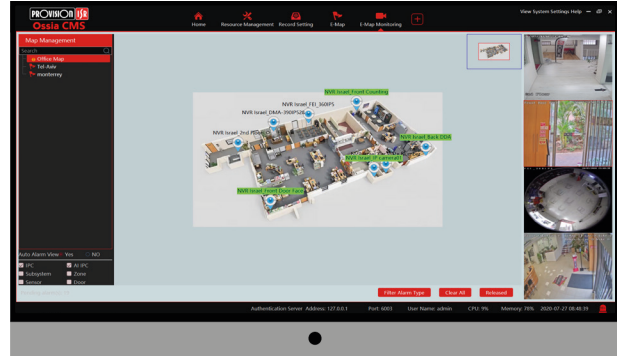 PROVISION ISR
Ossia CMS
Home
Resource Management
Record Setting
E-Map
E-Map Monitoring
View System Settings Help
Map Management
Search
Office Map
Tel-Aviv
monterrey
NVR Israel_Front Counting
NVR Israel_FEI_360IP5
NVR Israel_DMA-390IP528
NVR Israel_Back DDA
NVR Israel_IP camera01
NVR Israel_Front Door Face
Auto Alarm View: Yes NO
IPC AI IPC
Subsystem Zone
Sensor Door
Filter Alarm Type Clear All Released
Authentication Server Address: 127.0.0.1 Port: 6003 User Name: admin CPU: 9% Memory: 78% 2020-07-27 08:48:39